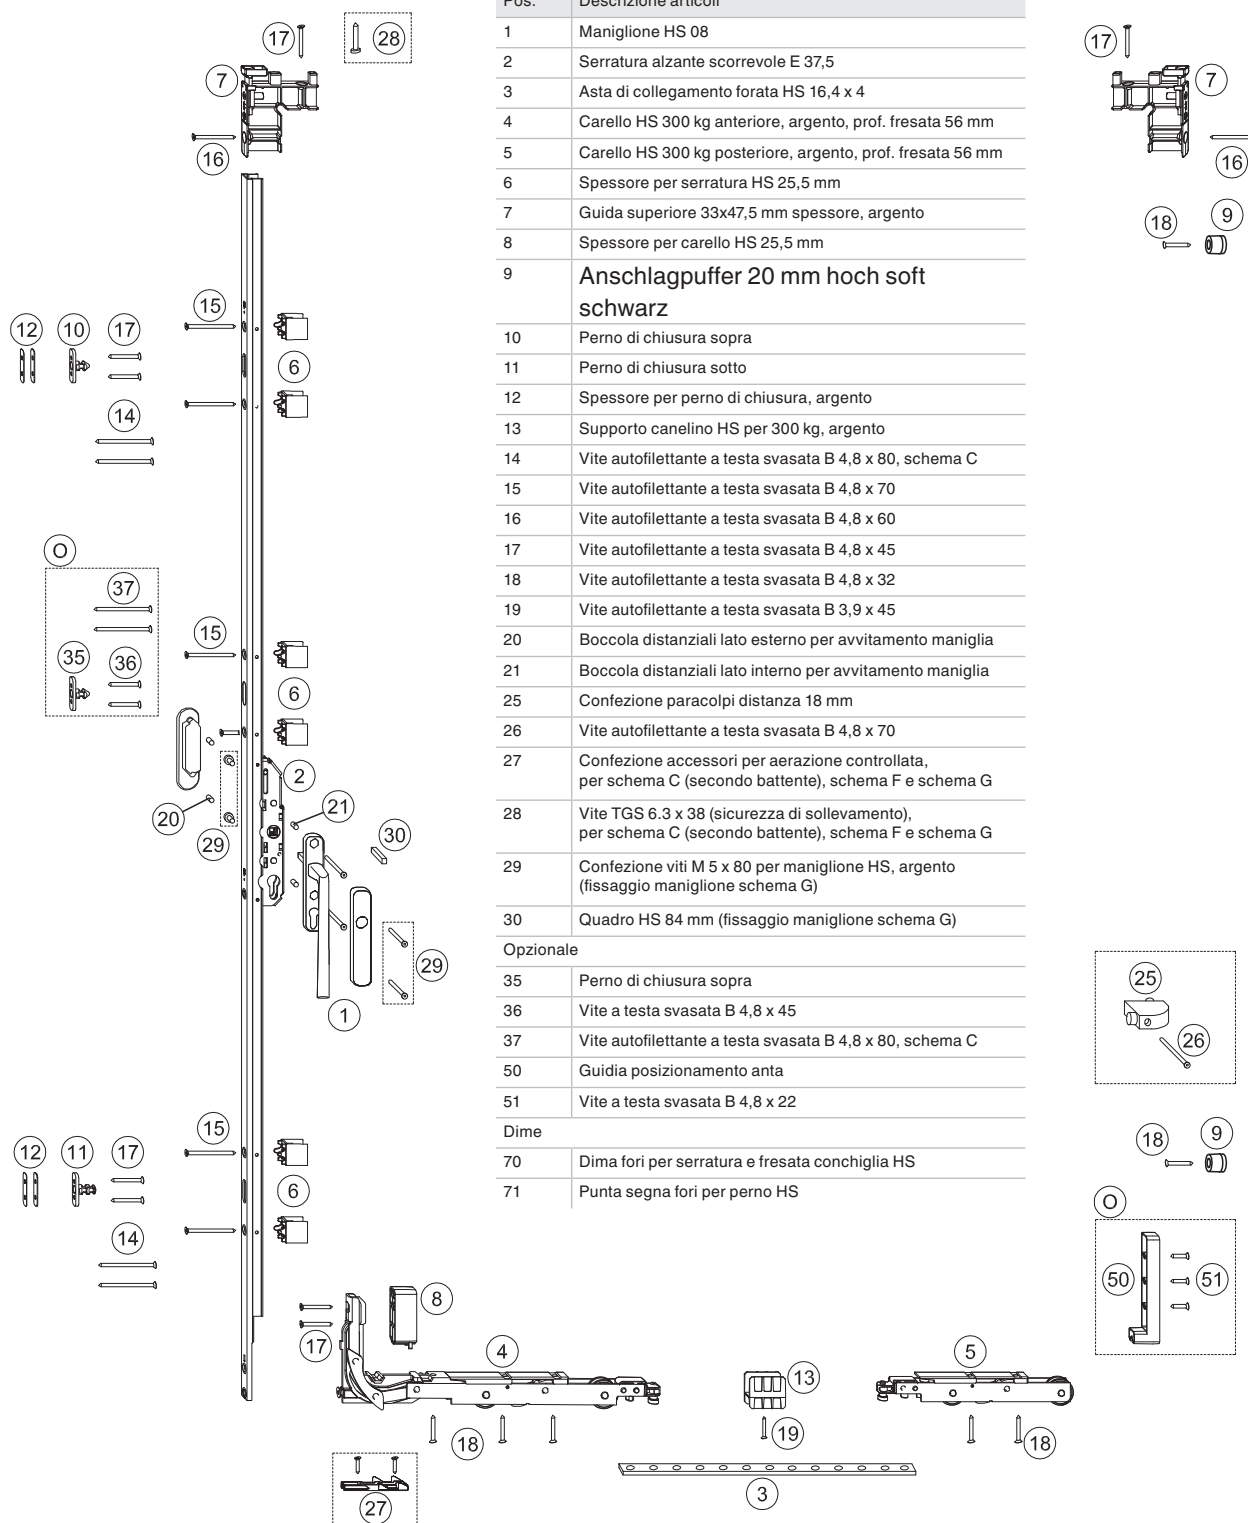 Pos. Descrizione articoli
1 Maniglione HS 08
2 Serratura alzante scorrevole E 37,5
3 Asta di collegamento forata HS 16,4 x 4
4 Carello HS 300 kg anteriore, argento, prof. fresata 56 mm
5 Carello HS 300 kg posteriore, argento, prof. fresata 56 mm
6 Spessore per serratura HS 25,5 mm
7 Guida superiore 33x47,5 mm spessore, argento
8 Spessore per carello HS 25,5 mm
9 Anschlagpuffer 20 mm hoch soft
schwarz
10 Perno di chiusura sopra
11 Perno di chiusura sotto
12 Spessore per perno di chiusura, argento
13 Supporto canelino HS per 300 kg, argento
14 Vite autofilettante a testa svasata B 4,8 x 80, schema C
15 Vite autofilettante a testa svasata B 4,8 x 70
16 Vite autofilettante a testa svasata B 4,8 x 60
17 Vite autofilettante a testa svasata B 4,8 x 45
18 Vite autofilettante a testa svasata B 4,8 x 32
19 Vite autofilettante a testa svasata B 3,9 x 45
20 Boccola distanziali lato esterno per avvitamento maniglia
21 Boccola distanziali lato interno per avvitamento maniglia
25 Confezione paracolpi distanza 18 mm
26 Vite autofilettante a testa svasata B 4,8 x 70
27 Confezione accessori per aerazione controllata,
per schema C (secondo battente), schema F e schema G
28 Vite TGS 6.3 x 38 (sicurezza di sollevamento),
per schema C (secondo battente), schema F e schema G
29 Confezione viti M 5 x 80 per maniglione HS, argento
(fissaggio maniglione schema G)
30 Quadro HS 84 mm (fissaggio maniglione schema G)
Opzionale
35 Perno di chiusura sopra
36 Vite a testa svasata B 4,8 x 45
37 Vite autofilettante a testa svasata B 4,8 x 80, schema C
50 Guidia posizionamento anta
51 Vite a testa svasata B 4,8 x 22
Dime
70 Dima fori per serratura e fresata conchiglia HS
71 Punta segna fori per perno HS
17
28
7
16
15
12 10 17
6
14
O
37
15
35 36
6
2
20
21
29
30
29
1
15
12 11 17
6
14
8
17
4
13
5
18
19
18
27
3
17
7
16
18
9
25
26
18
9
O
50
51